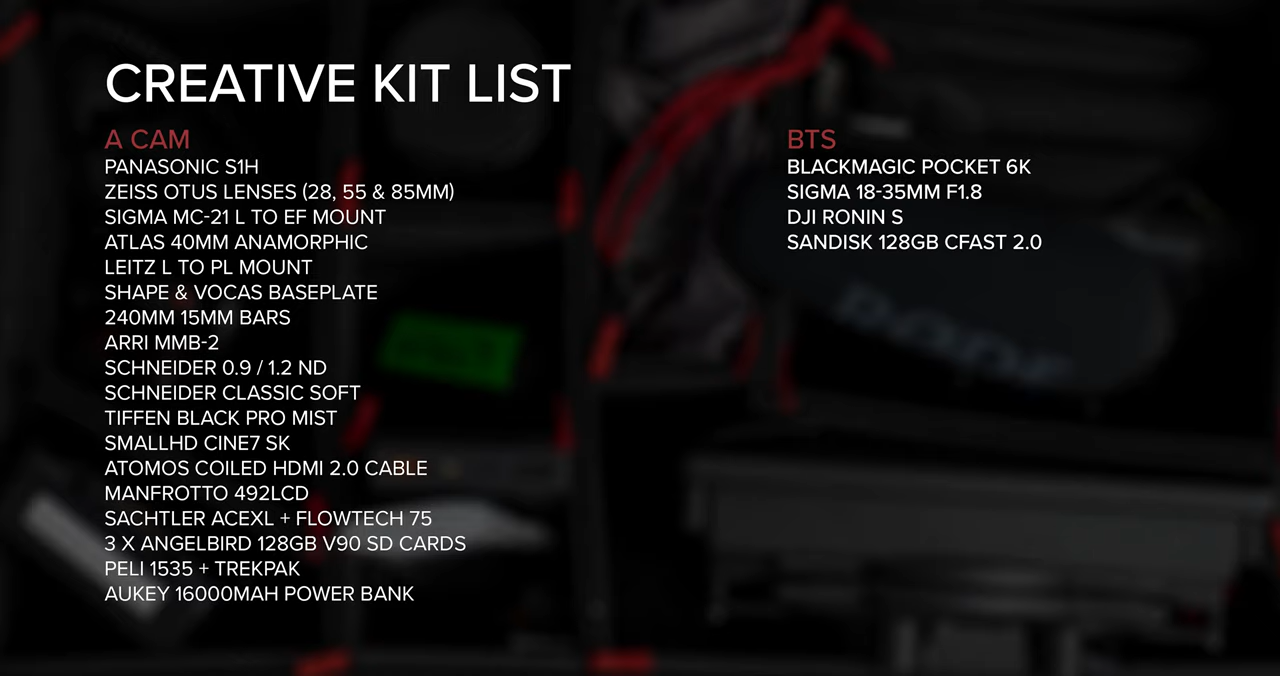 CREATIVE KIT LIST
A CAM
PANASONIC S1H
ZEISS OTUS LENSES (28, 55 & 85MM)
SIGMA MC-21 L TO EF MOUNT
ATLAS 40MM ANAMORPHIC
LEITZ L TO PL MOUNT
SHAPE & VOCAS BASEPLATE
240MM 15MM BARS
ARRI MMB-2
SCHNEIDER 0.9 / 1.2 ND
SCHNEIDER CLASSIC SOFT
TIFFEN BLACK PRO MIST
SMALLHD CINE7 SK
ATOMOS COILED HDMI 2.0 CABLE
MANFROTTO 492LCD
SACHTLER ACEXL + FLOWTECH 75
3 X ANGELBIRD 128GB V90 SD CARDS
PELI 1535 + TREKPAK
AUKEY 16000MAH POWER BANK
BTS
BLACKMAGIC POCKET 6K
SIGMA 18-35MM F1.8
DJI RONIN S
SANDISK 128GB CFAST 2.0